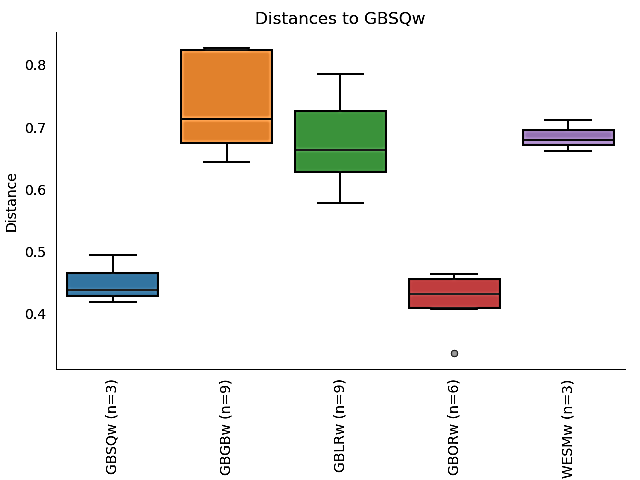 Distances to GBSQw
Distance
0.8
0.7
0.6
0.5
0.4
GBSQw (n=3)
GBGBw (n=9)
GBLRw (n=9)
GBORw (n=6)
WESMw (n=3)